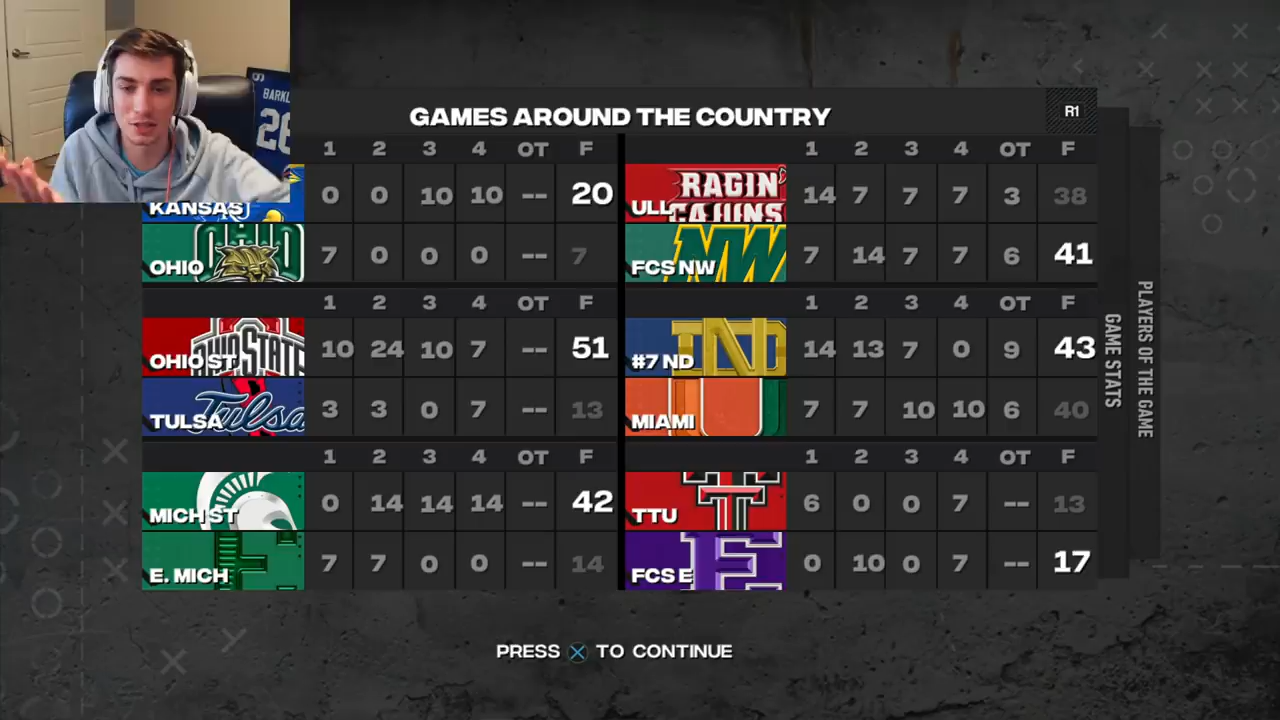 BARKL
26
GAMES AROUND THE COUNTRY
R1
1 2 3 4 OT F
KANSAS 0 0 10 10 -- 20
OHIO OHIO 7 0 0 0 -- 7
1 2 3 4 OT F
RAGIN' CAJUNS ULL 14 7 7 7 3 38
NW FCS NW 7 14 7 7 6 41
1 2 3 4 OT F
OHIO STATE OHIO ST 10 24 10 7 -- 51
Tulsa TULSA 3 3 0 7 -- 13
1 2 3 4 OT F
ND #7 ND 14 13 7 0 9 43
U MIAMI 7 7 10 10 6 40
1 2 3 4 OT F
MICH ST 0 14 14 14 -- 42
E E. MICH 7 7 0 0 -- 14
1 2 3 4 OT F
TT TTU 6 0 0 7 -- 13
E FCS E 0 10 0 7 -- 17
GAME STATS
PLAYERS OF THE GAME
PRESS X TO CONTINUE